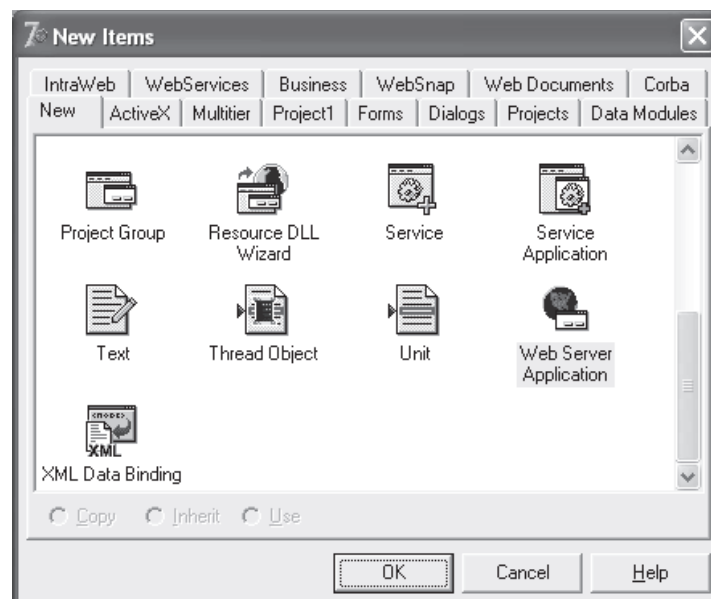 7 New Items
IntraWeb WebServices Business WebSnap Web Documents Corba
New ActiveX Multitier Project1 Forms Dialogs Projects Data Modules
Project Group
Resource DLL
Wizard
Service
Service
Application
Text
Thread Object
Unit
Web Server
Application
<NODE>
XML
XML Data Binding
Copy Inherit Use
OK Cancel Help